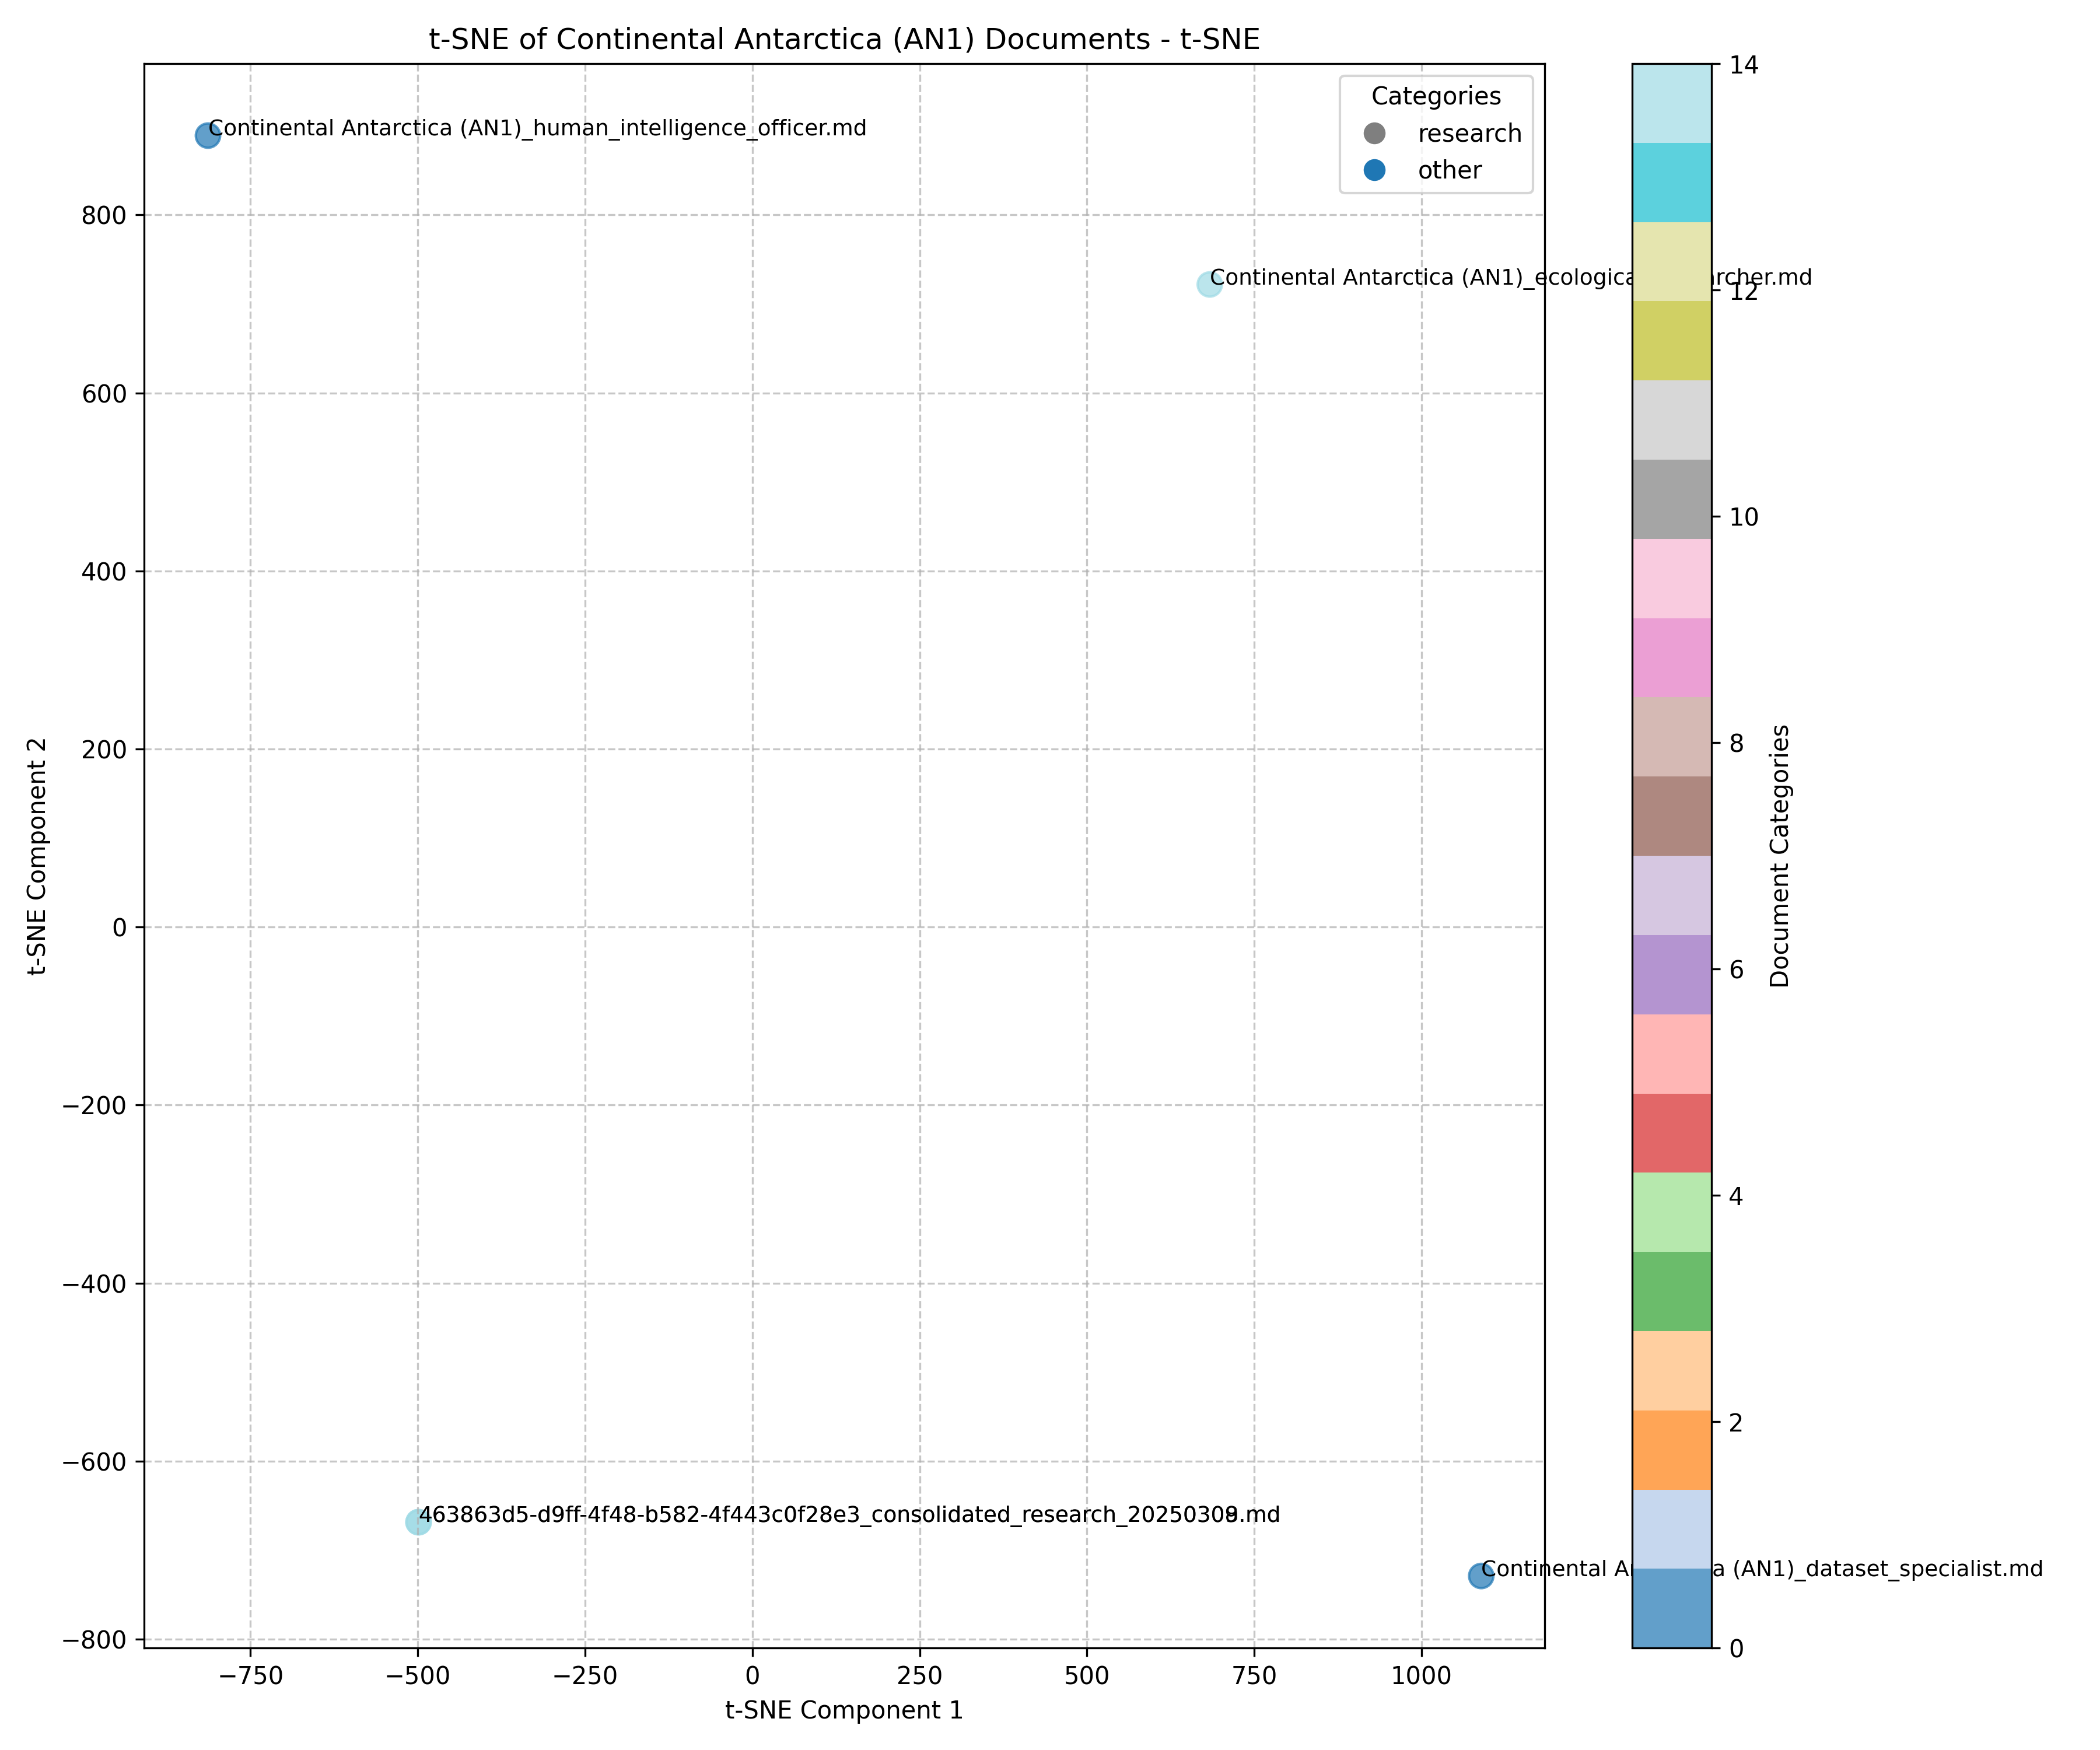 t-SNE of Continental Antarctica (AN1) Documents - t-SNE
Categories
research
other
Continental Antarctica (AN1)_human_intelligence_officer.md
Continental Antarctica (AN1)_ecologica rcher.md
463863d5-d9ff-4f48-b582-4f443c0f28e3_consolidated_research_
Continental A a (AN1)_dataset_specialist.md
800
600
400
200
0
−200
−400
−600
−800
t-SNE Component 2
−750
−500
−250
0
250
500
750
1000
t-SNE Component 1
14
12
10
8
6
4
2
0
Document Categories